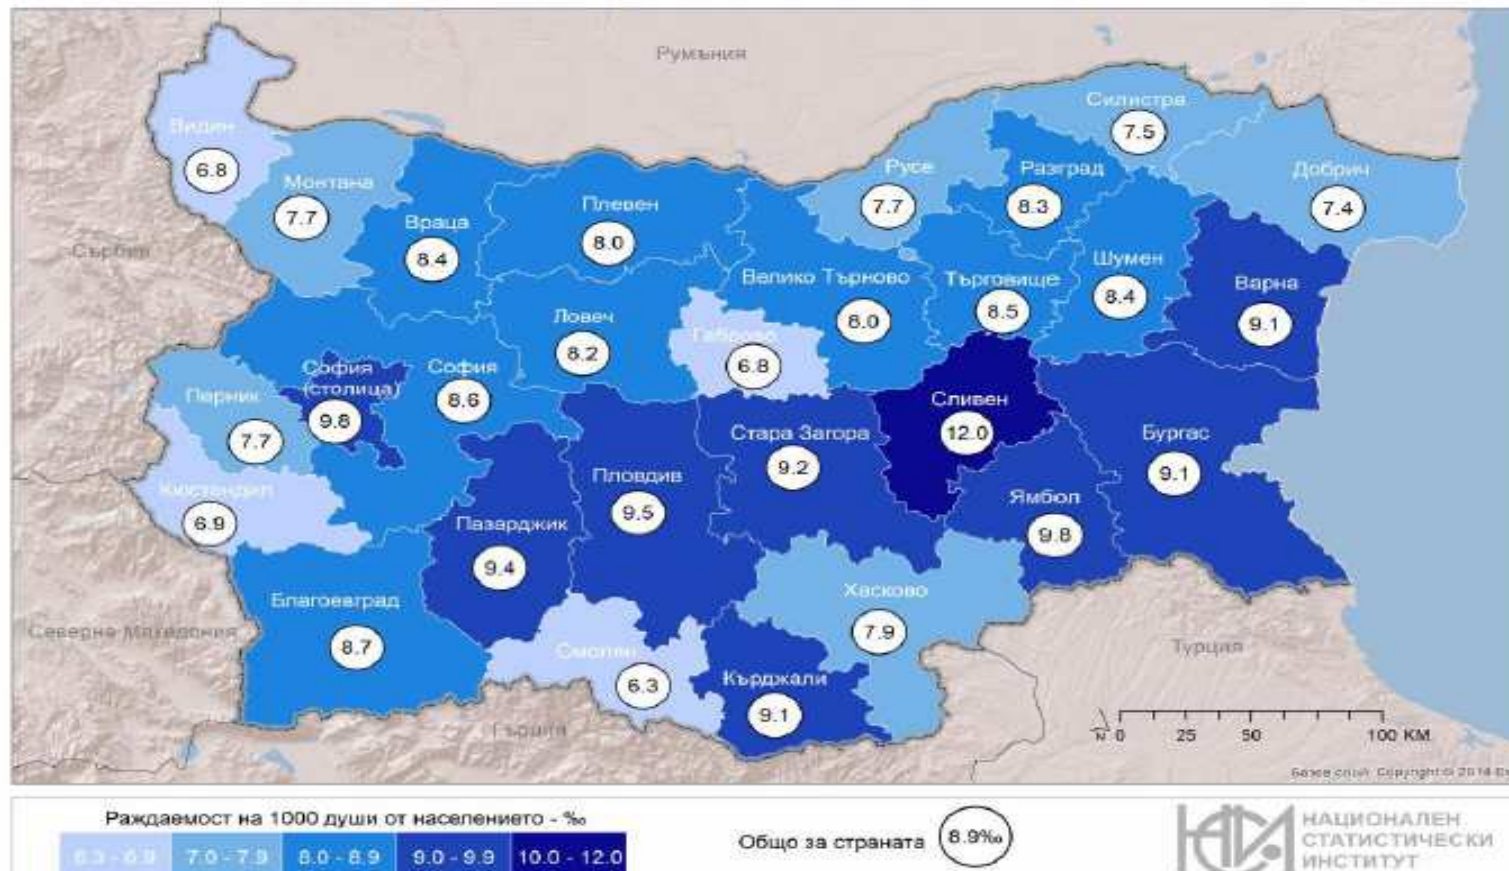 Румъния
Видин
6.8
Монтана
7.7
Враца
8.4
Плевен
8.0
Русе
7.7
Разград
8.3
Силистра
7.5
Добрич
7.4
Сърбия
Ловеч
8.2
Велико Търново
8.0
Габрово
6.8
Търговище
8.5
Шумен
8.4
Варна
9.1
Перник
7.7
София
(столица)
9.8
София
8.6
Сливен
12.0
Бургас
9.1
Стара Загора
9.2
Ямбол
9.8
Кюстендил
6.9
Пазарджик
9.4
Пловдив
9.5
Благоевград
8.7
Хасково
7.9
Смолян
6.3
Кърджали
9.1
Северна Македония
Гърция
Турция
N 0 25 50 100 КМ
Базов слой: Copyright:© 2014
Раждаемост на 1000 души от населението - ‰
6.3 - 6.9 7.0 - 7.9 8.0 - 8.9 9.0 - 9.9 10.0 - 12.0
Общо за страната 8.9‰
НСИ
НАЦИОНАЛЕН
СТАТИСТИЧЕСКИ
ИНСТИТУТ